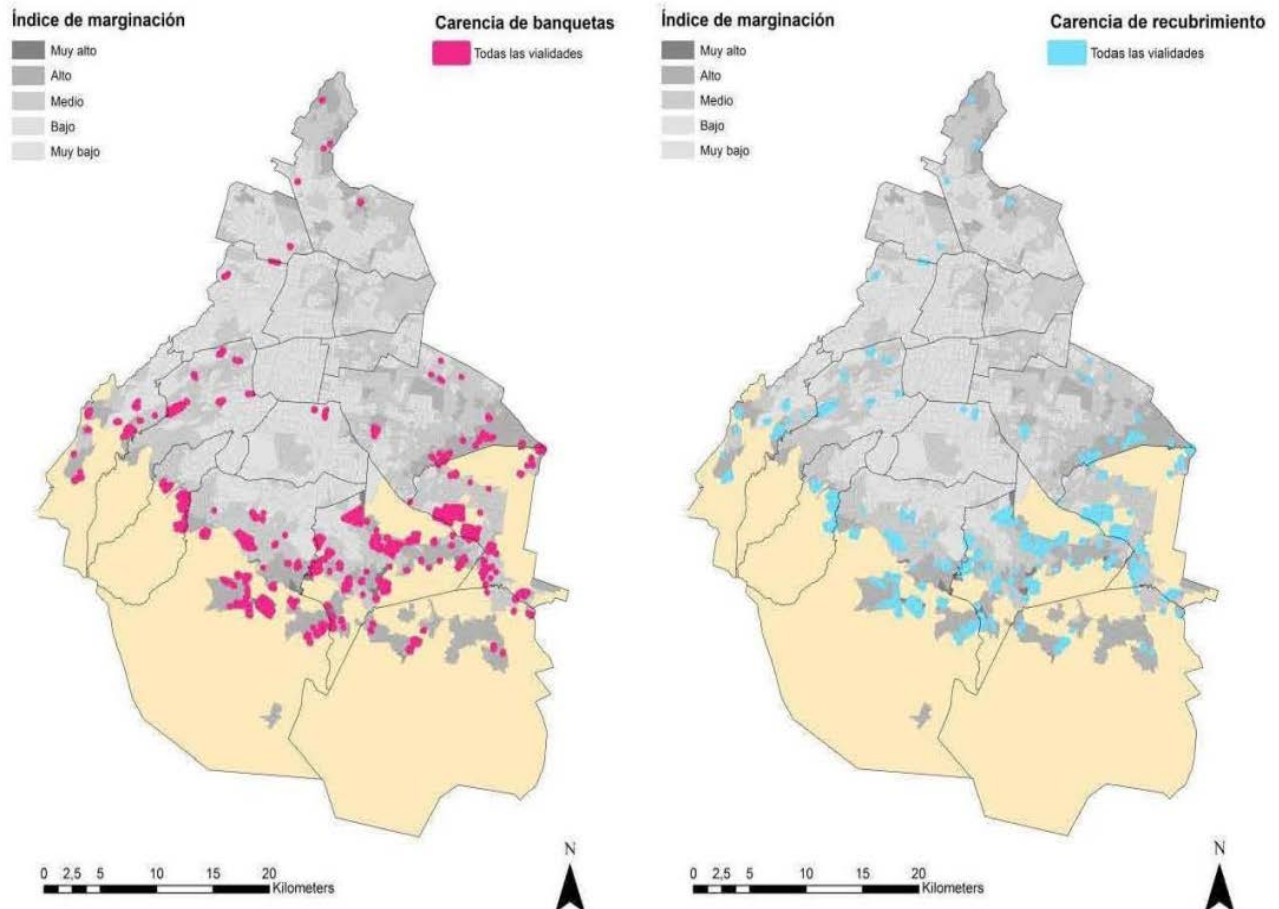 Índice de marginación
Muy alto
Alto
Medio
Bajo
Muy bajo
Carencia de banquetas
Todas las vialidades
N
0 2,5 5 10 15 20
Kilometers
Índice de marginación
Muy alto
Alto
Medio
Bajo
Muy bajo
Carencia de recubrimiento
Todas las vialidades
N
0 2,5 5 10 15 20
Kilometers